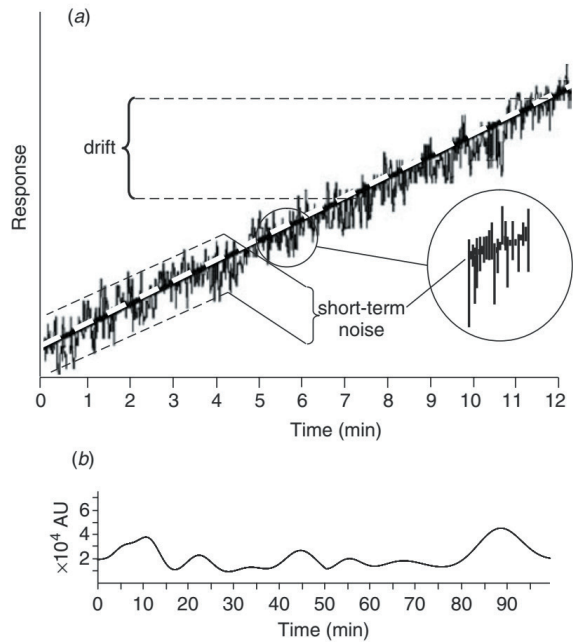 (a)
drift
Response
short-term
noise
0 1 2 3 4 5 6 7 8 9 10 11 12
Time (min)
(b)
×10⁴ AU
6
4
2
0 10 20 30 40 50 60 70 80 90
Time (min)